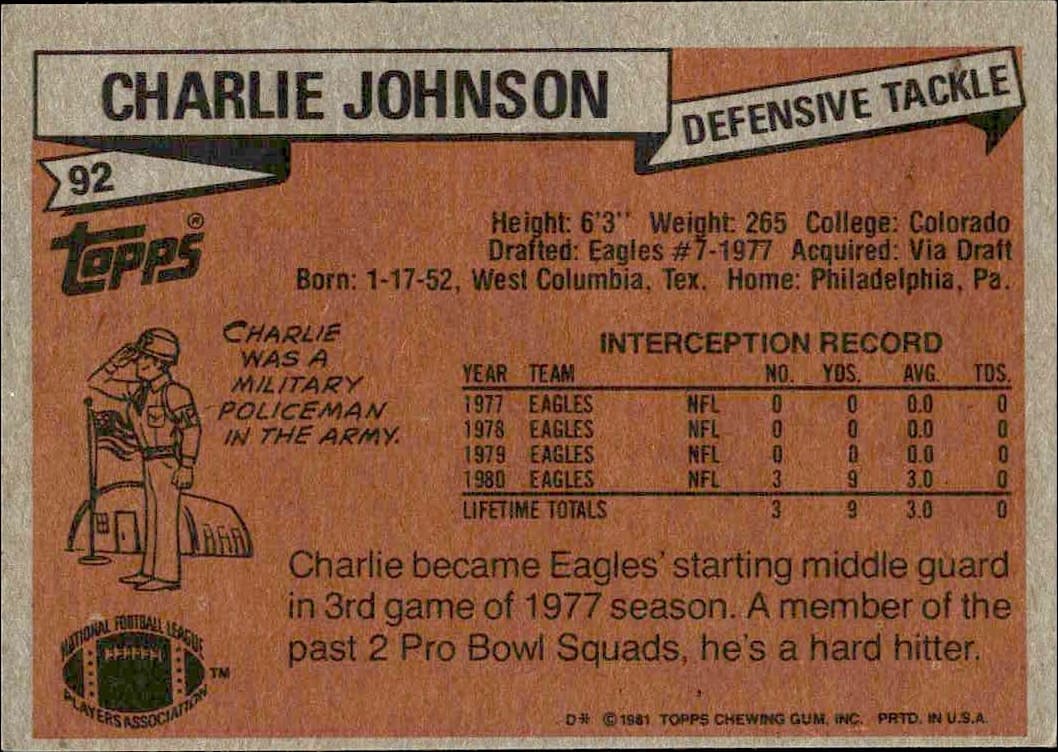 CHARLIE JOHNSON
DEFENSIVE TACKLE
92
Topps®
Height: 6'3" Weight: 265 College: Colorado
Drafted: Eagles #7-1977 Acquired: Via Draft
Born: 1-17-52, West Columbia, Tex. Home: Philadelphia, Pa.
CHARLIE
WAS A
MILITARY
POLICEMAN
IN THE ARMY.
INTERCEPTION RECORD
YEAR TEAM NO. YDS. AVG. TDS.
1977 EAGLES NFL 0 0 0.0 0
1978 EAGLES NFL 0 0 0.0 0
1979 EAGLES NFL 0 0 0.0 0
1980 EAGLES NFL 3 9 3.0 0
LIFETIME TOTALS 3 9 3.0 0
Charlie became Eagles' starting middle guard
in 3rd game of 1977 season. A member of the
past 2 Pro Bowl Squads, he's a hard hitter.
NATIONAL FOOTBALL LEAGUE
PLAYERS ASSOCIATION
TM
D* © 1981 TOPPS CHEWING GUM, INC. PRTD. IN U.S.A.